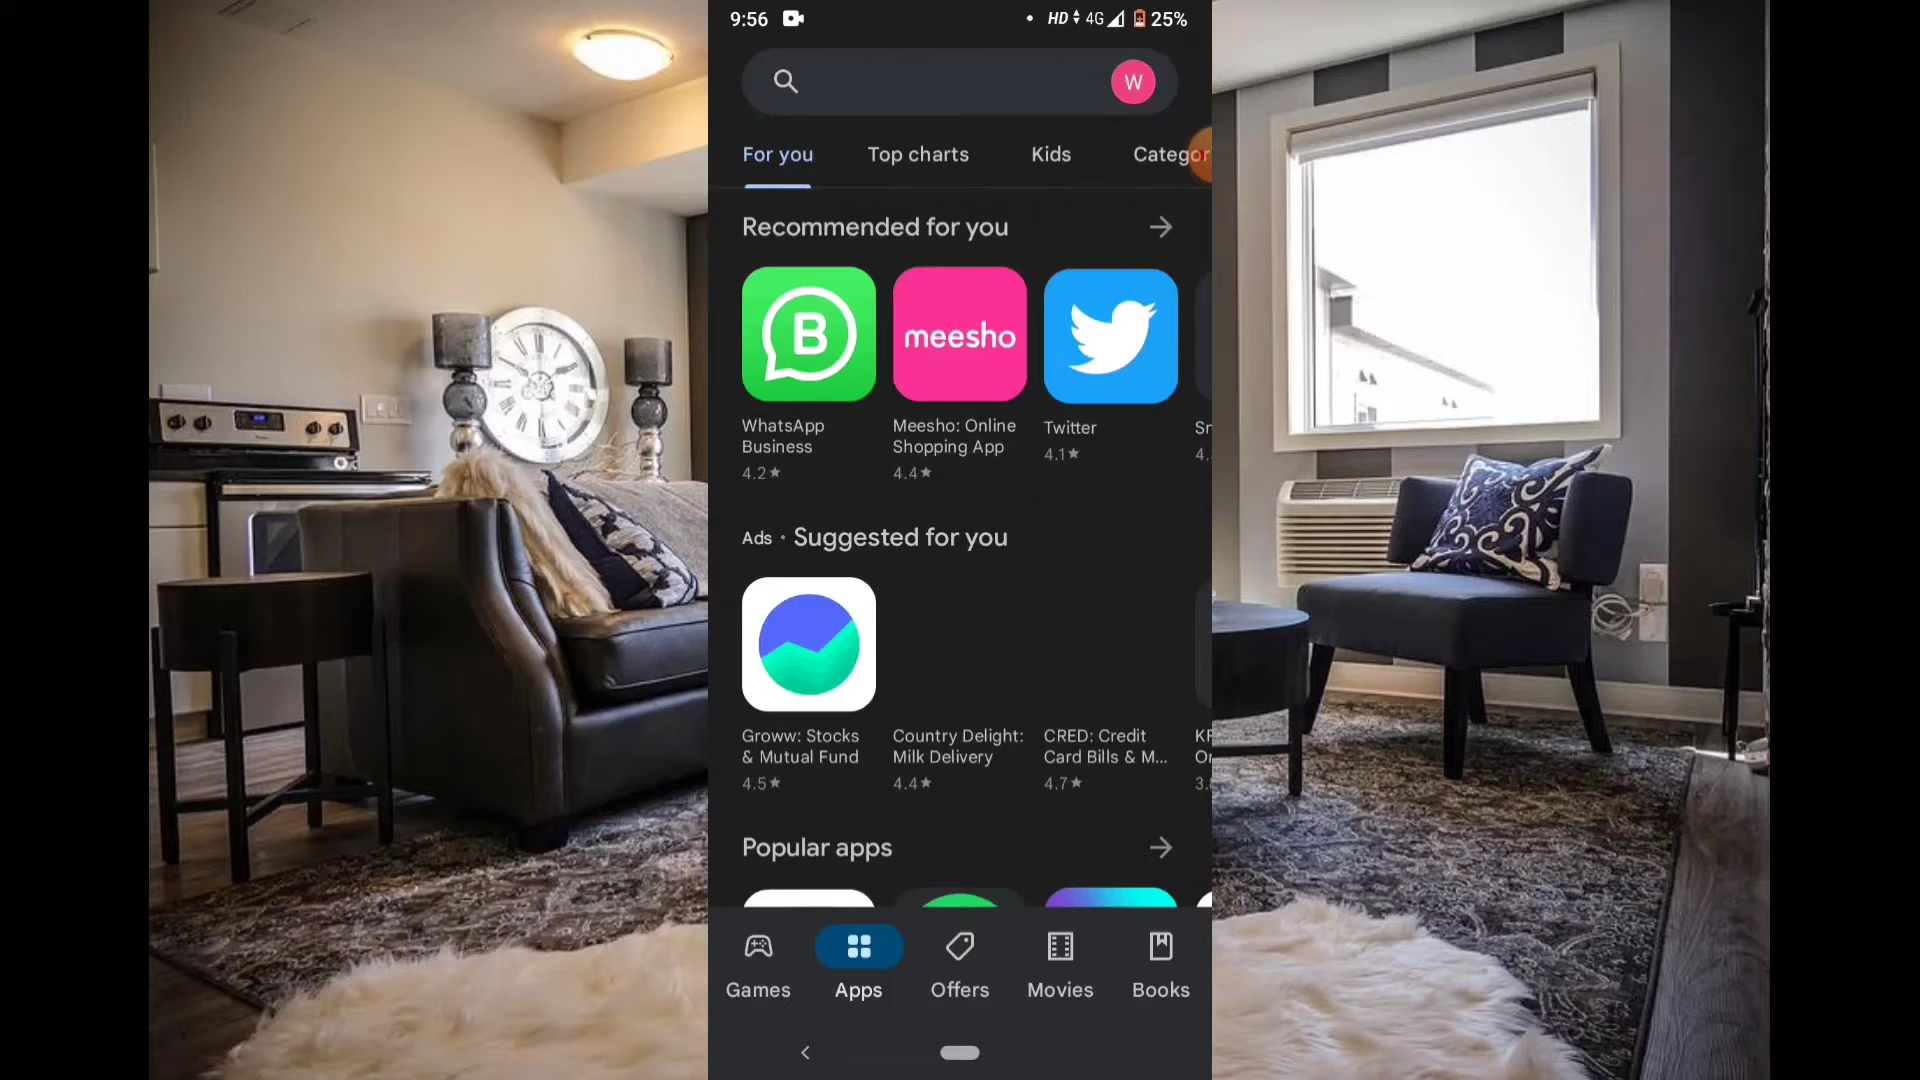 9:56 HD 4G 25%
W
For you Top charts Kids Categor
Recommended for you
B
meesho
WhatsApp Business
Meesho: Online Shopping App
Twitter
Sr
4.2★ 4.4★ 4.1★ 4.
Ads • Suggested for you
Groww: Stocks & Mutual Fund
Country Delight: Milk Delivery
CRED: Credit Card Bills & M...
4.5★ 4.4★ 4.7★ 3.
Popular apps
Games Apps Offers Movies Books